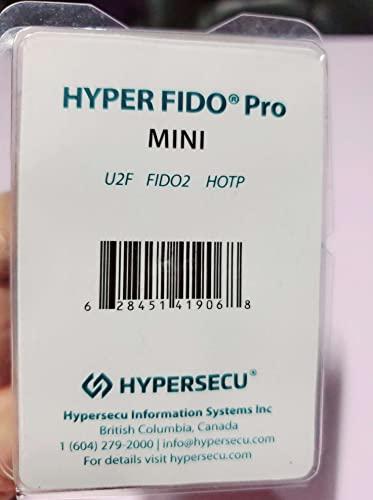 HYPER FIDO® Pro
MINI
U2F FIDO2 HOTP
6 28451 41906 8
HYPERSECU®
Hypersecu Information Systems Inc
British Columbia, Canada
1 (604) 279-2000 | info@hypersecu.com
For details visit hypersecu.com